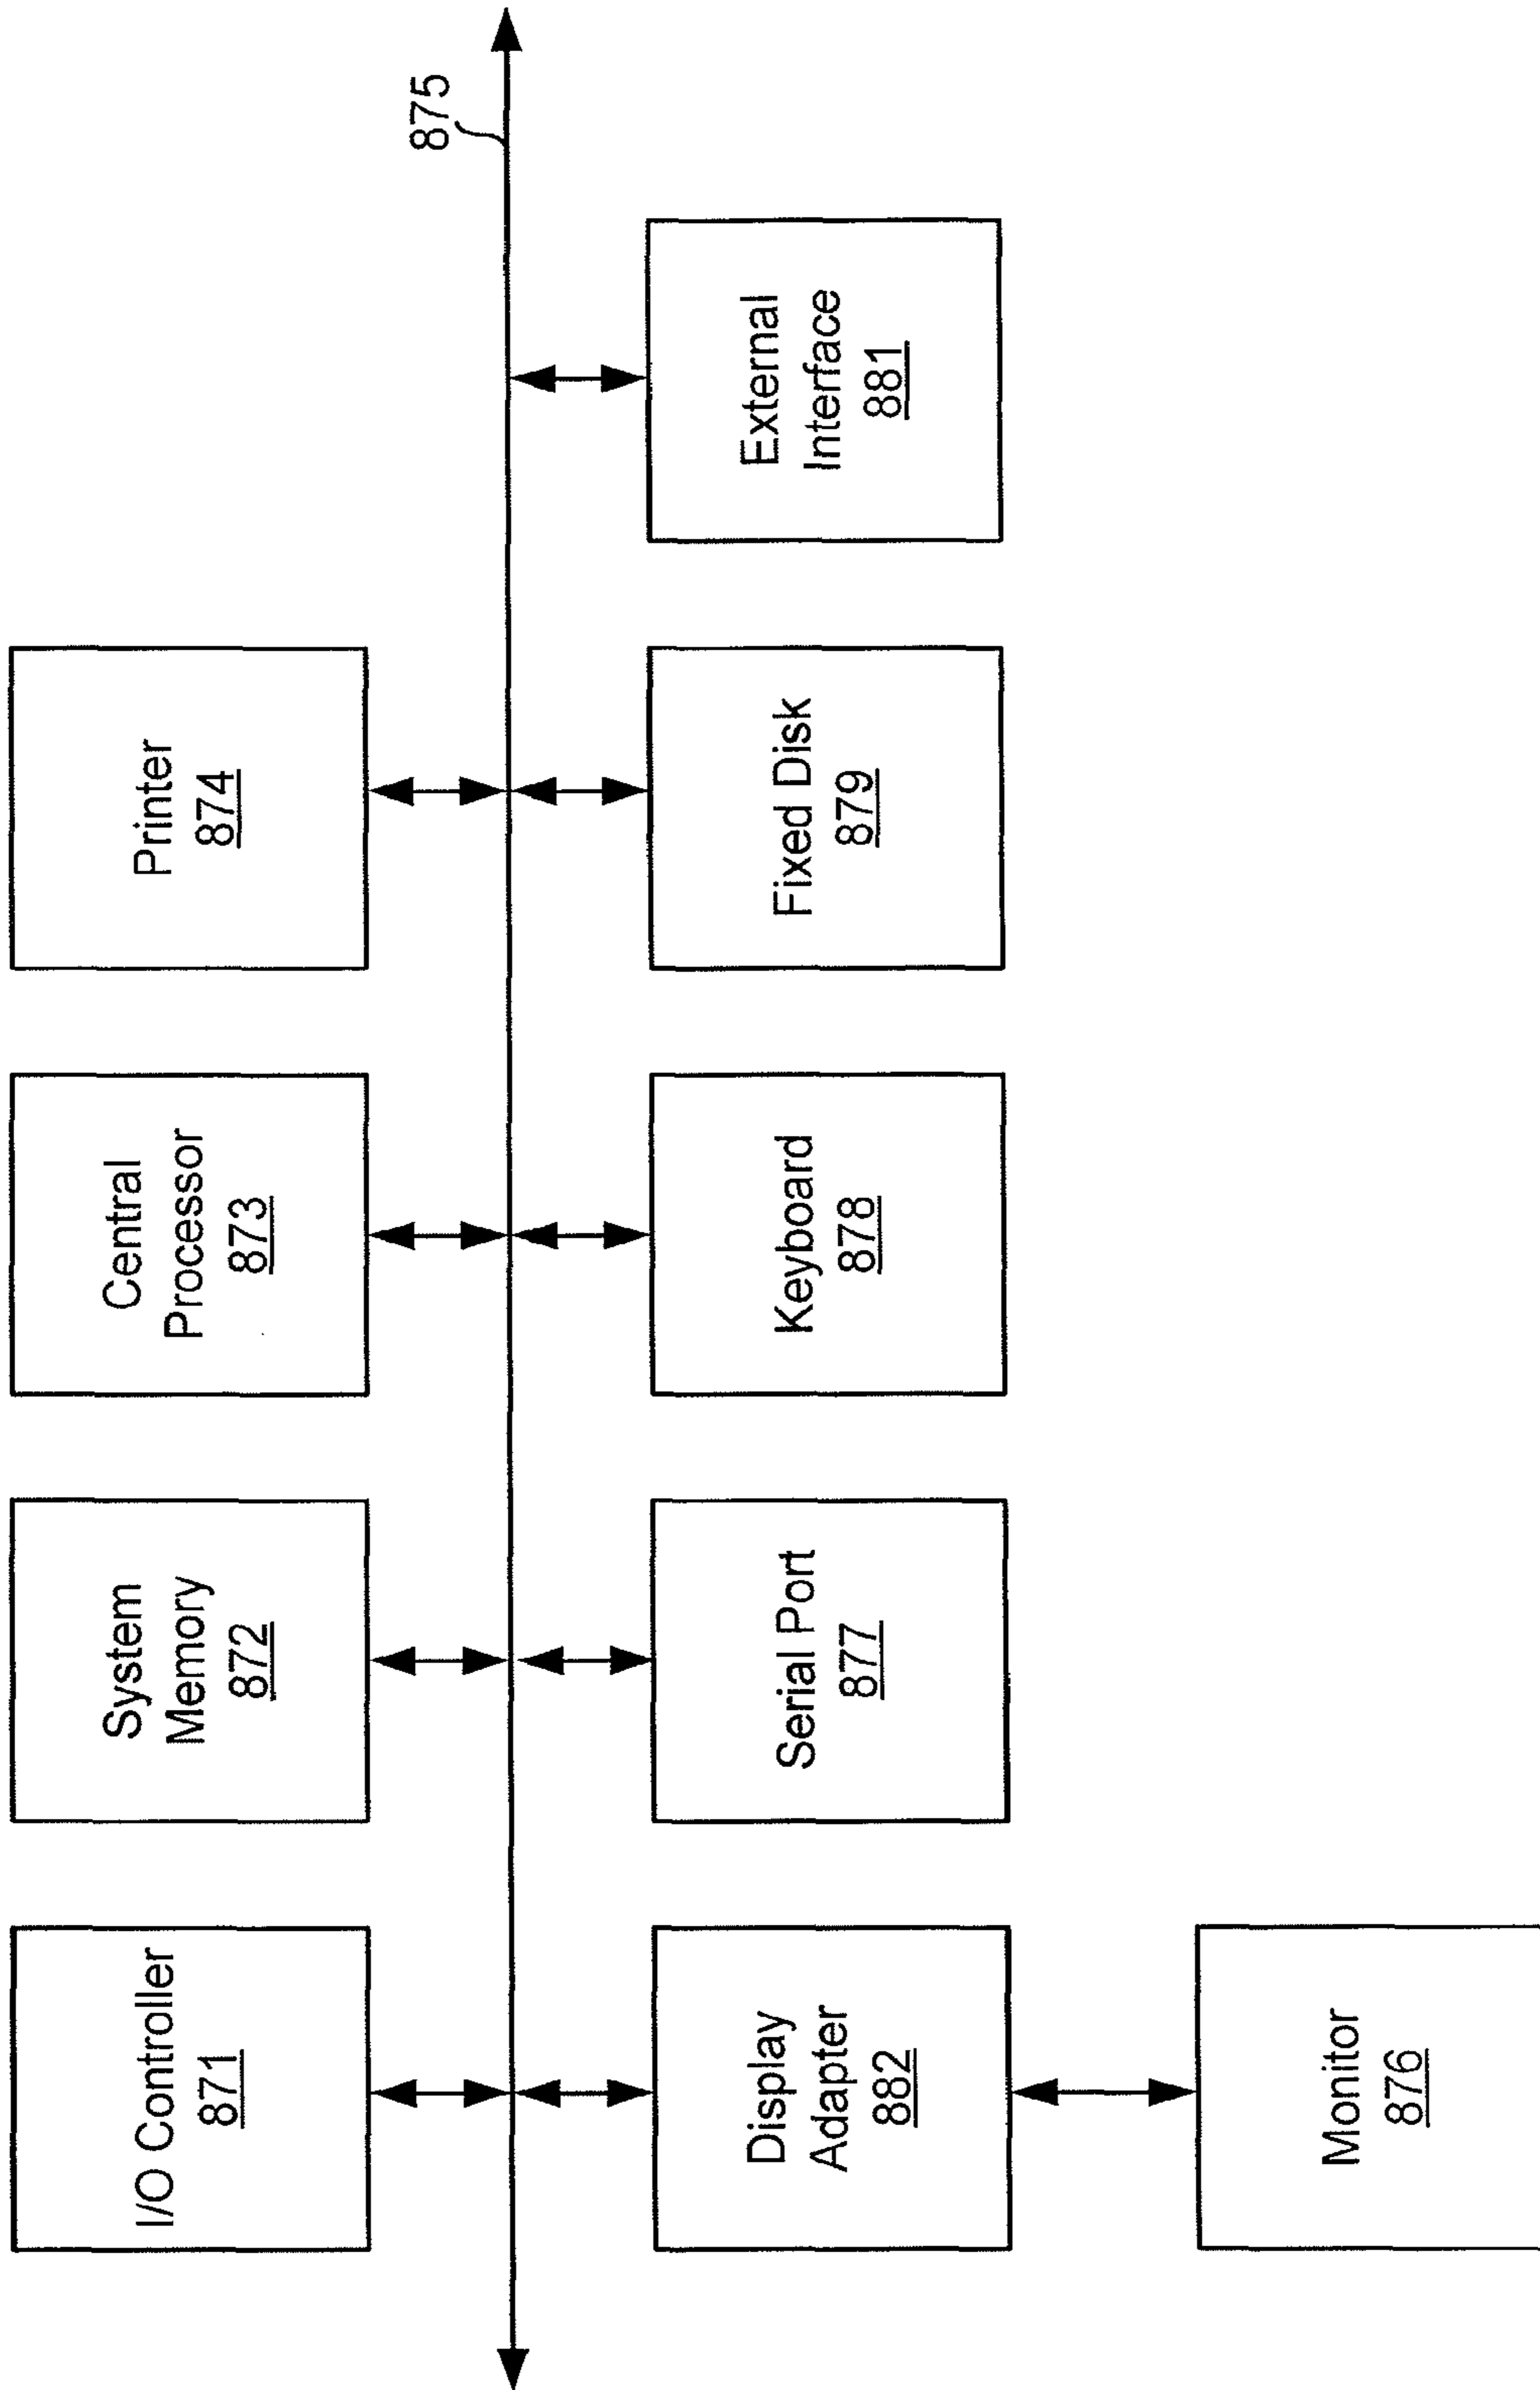 I/O Controller
871
System
Memory
872
Central
Processor
873
Printer
874
875
Display
Adapter
882
Serial Port
877
Keyboard
878
Fixed Disk
879
External
Interface
881
Monitor
876